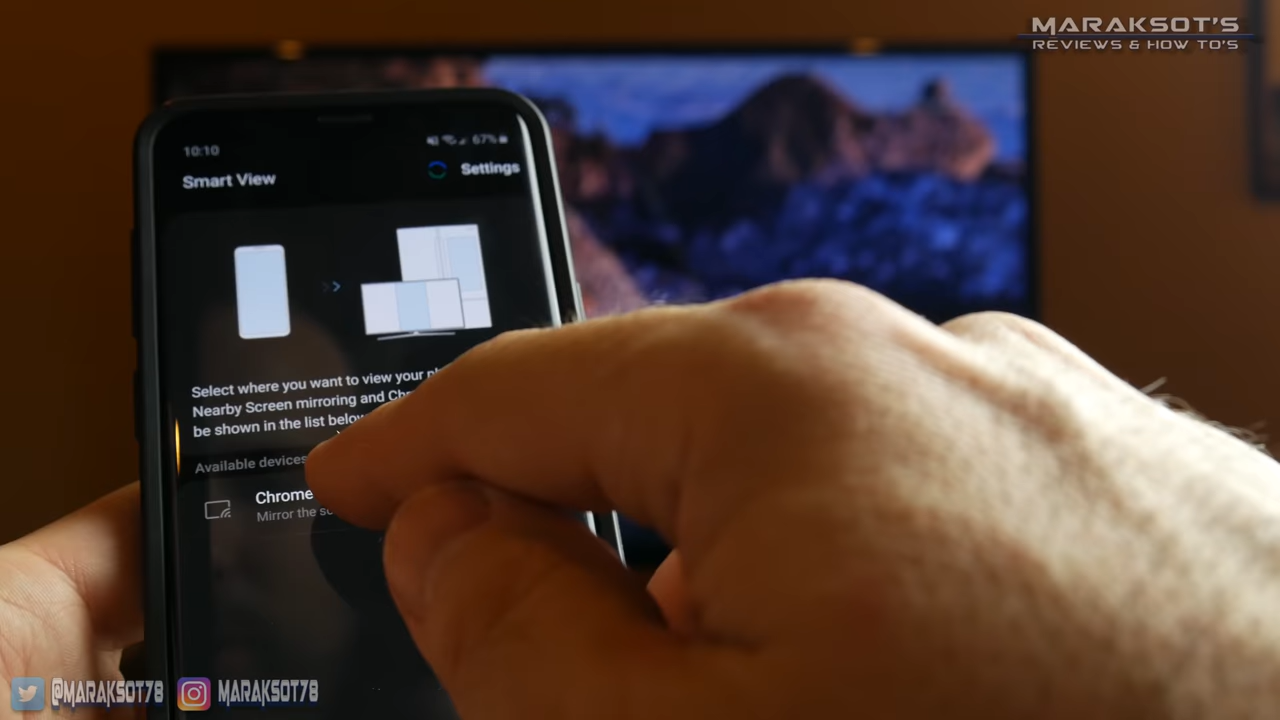 MARAKSOT'S
REVIEWS & HOW TO'S
10:10
67%
Smart View
Settings
Select where you want to view your
Nearby Screen mirroring and
be shown in the list below
Available devices
Chrome
Mirror the
@MARAKSOT78
MARAKSOT78